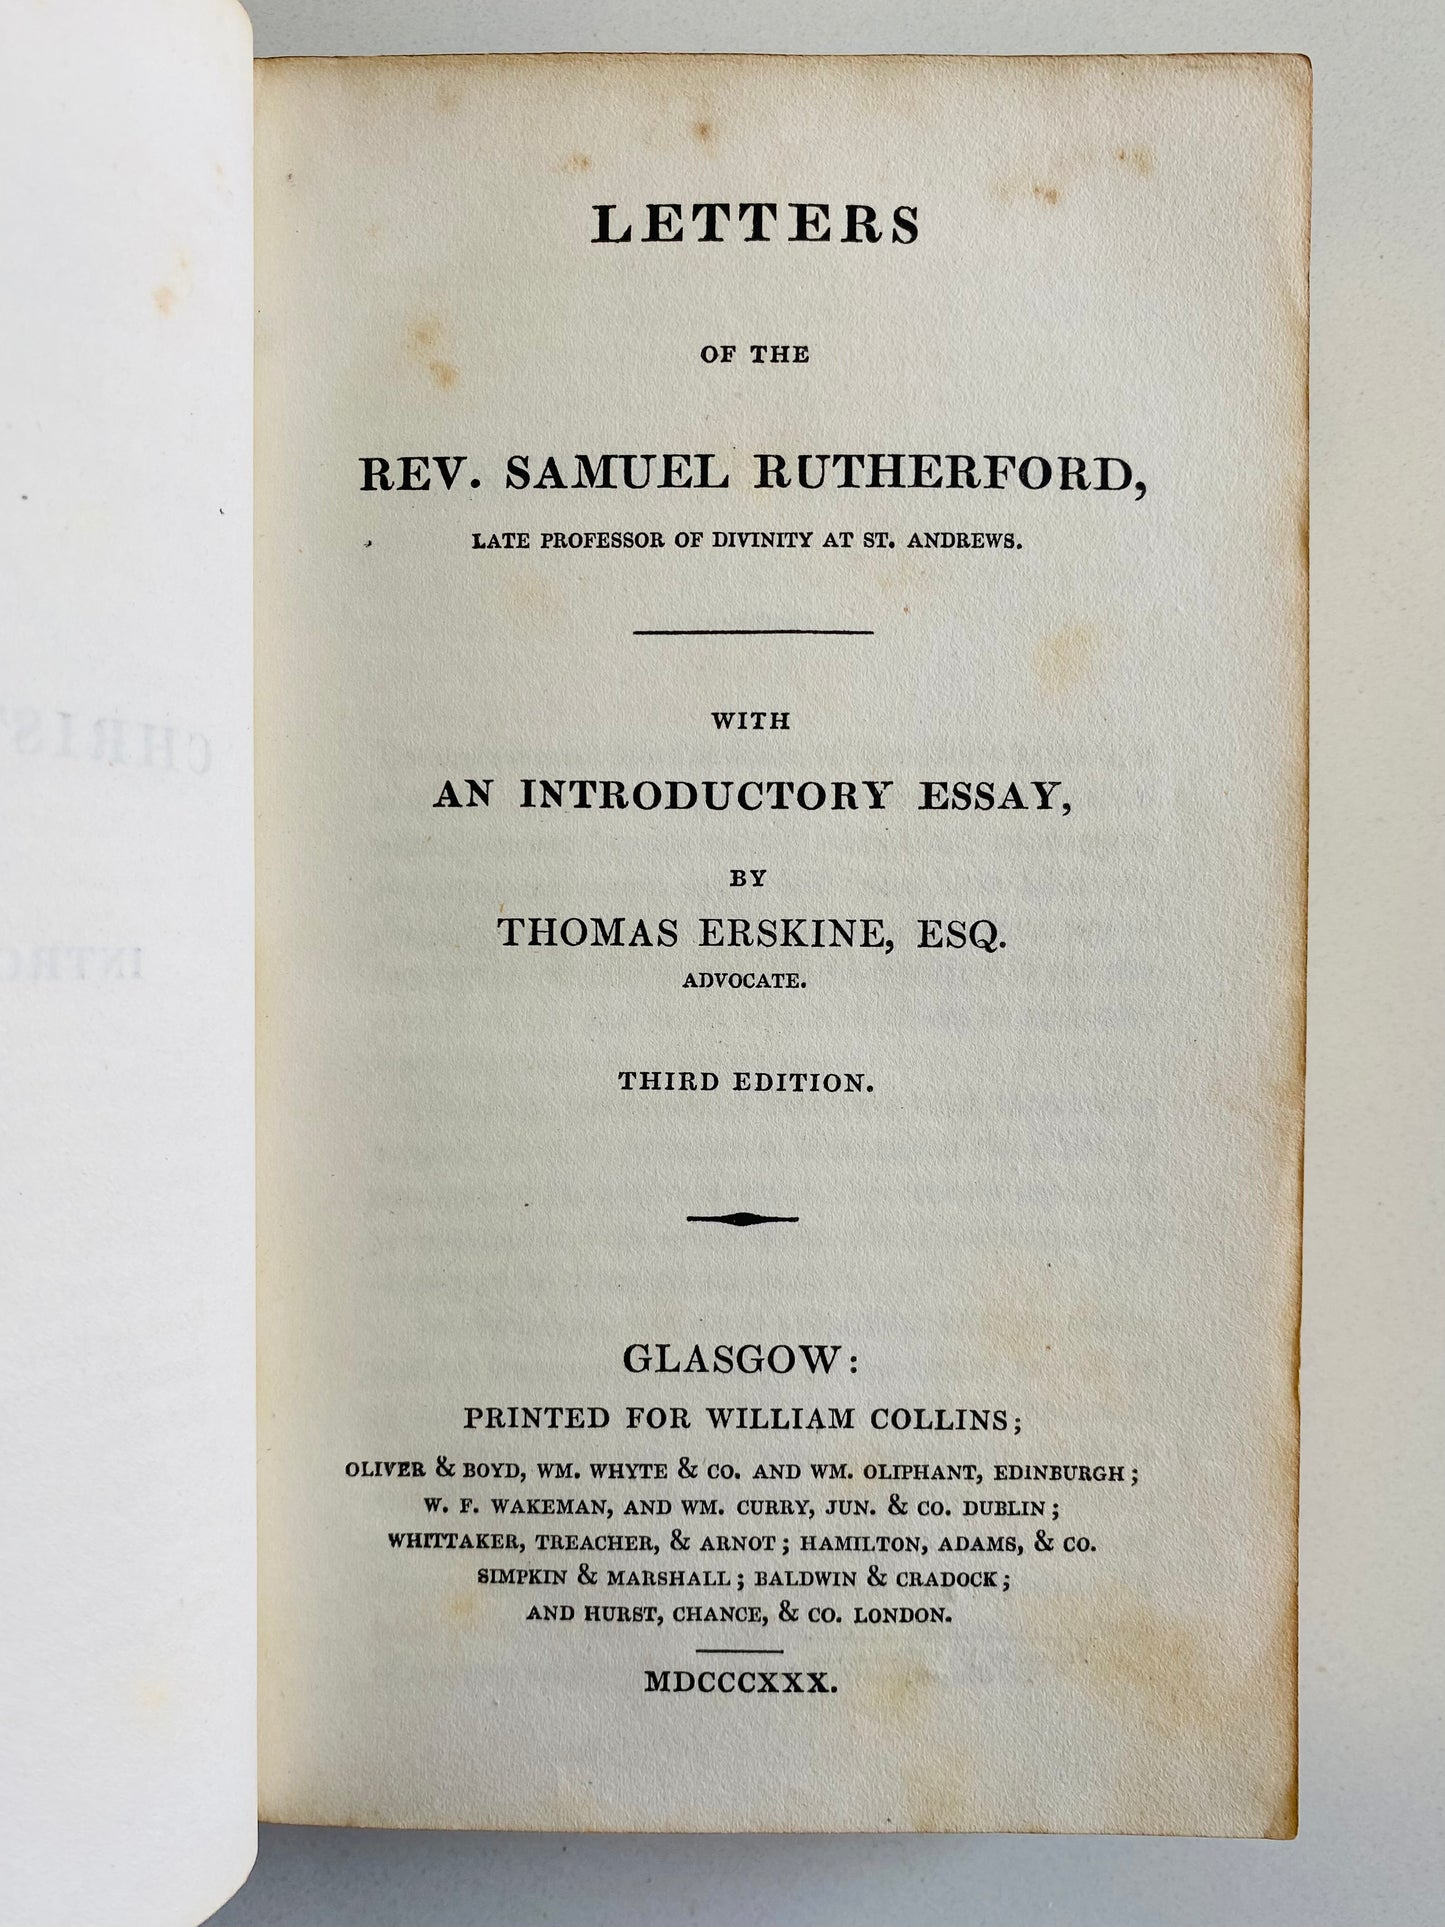 LETTERS
OF THE
REV. SAMUEL RUTHERFORD,
LATE PROFESSOR OF DIVINITY AT ST. ANDREWS.
WITH
AN INTRODUCTORY ESSAY,
BY
THOMAS ERSKINE, ESQ.
ADVOCATE.
THIRD EDITION.
GLASGOW:
PRINTED FOR WILLIAM COLLINS;
OLIVER & BOYD, WM. WHYTE & CO. AND WM. OLIPHANT, EDINBURGH;
W. F. WAKEMAN, AND WM. CURRY, JUN. & CO. DUBLIN;
WHITTAKER, TREACHER, & ARNOT; HAMILTON, ADAMS, & CO.
SIMPKIN & MARSHALL; BALDWIN & CRADOCK;
AND HURST, CHANCE, & CO. LONDON.
MDCCCXXX.